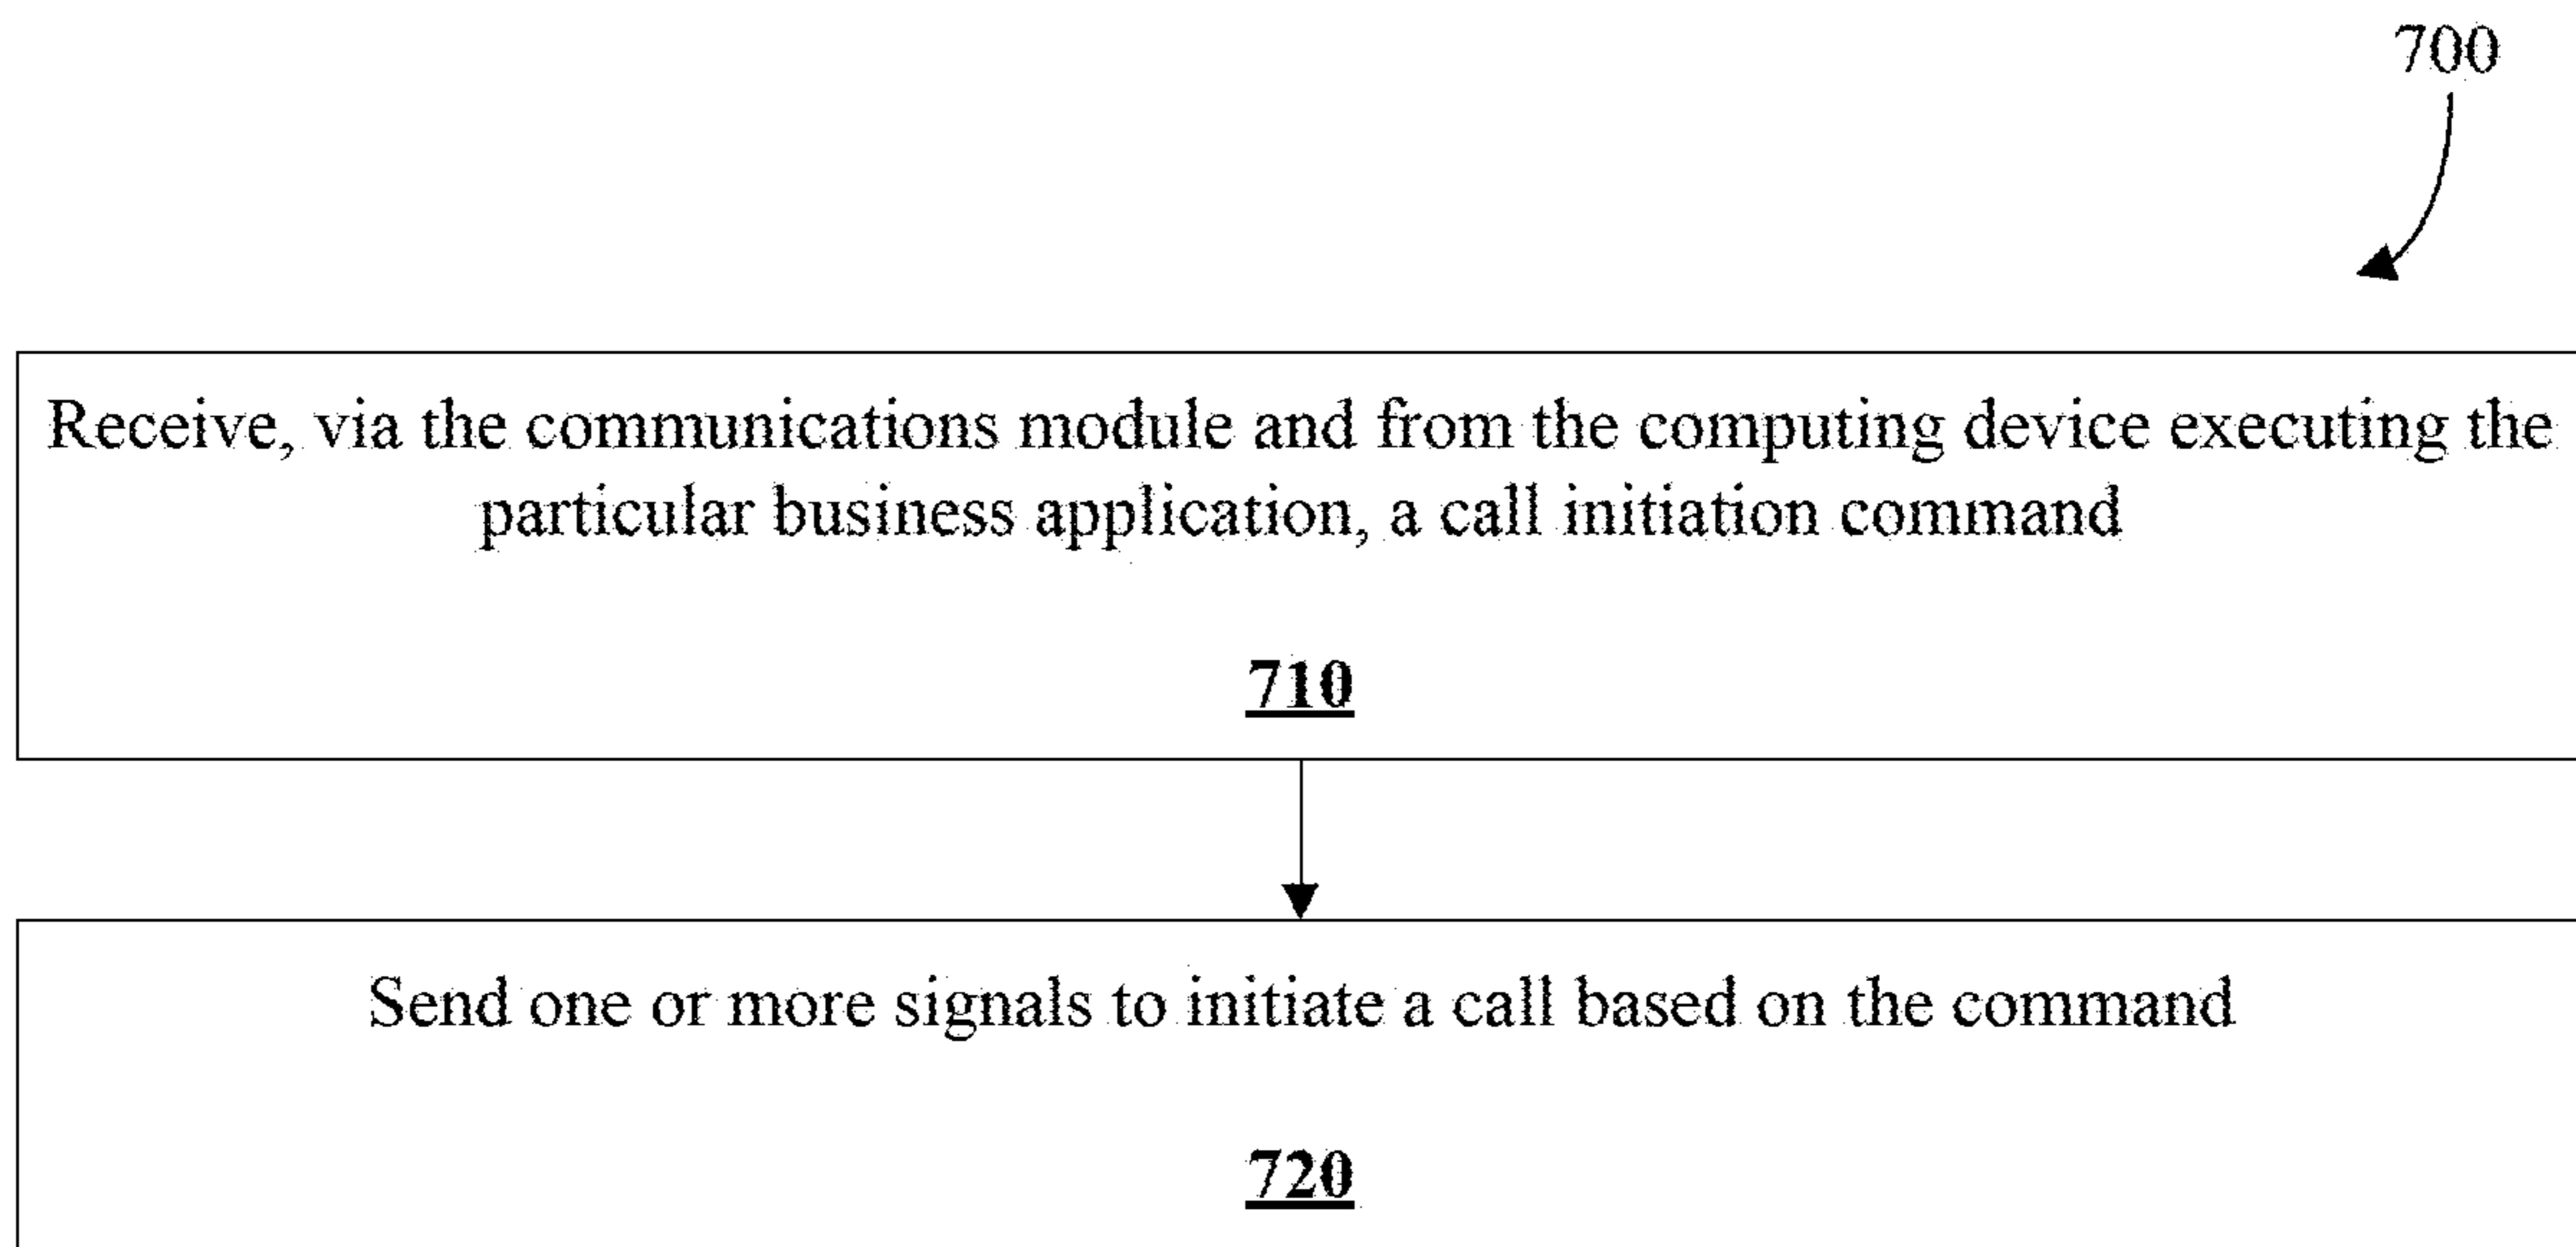 700
Receive, via the communications module and from the computing device executing the
particular business application, a call initiation command
710
Send one or more signals to initiate a call based on the command
720